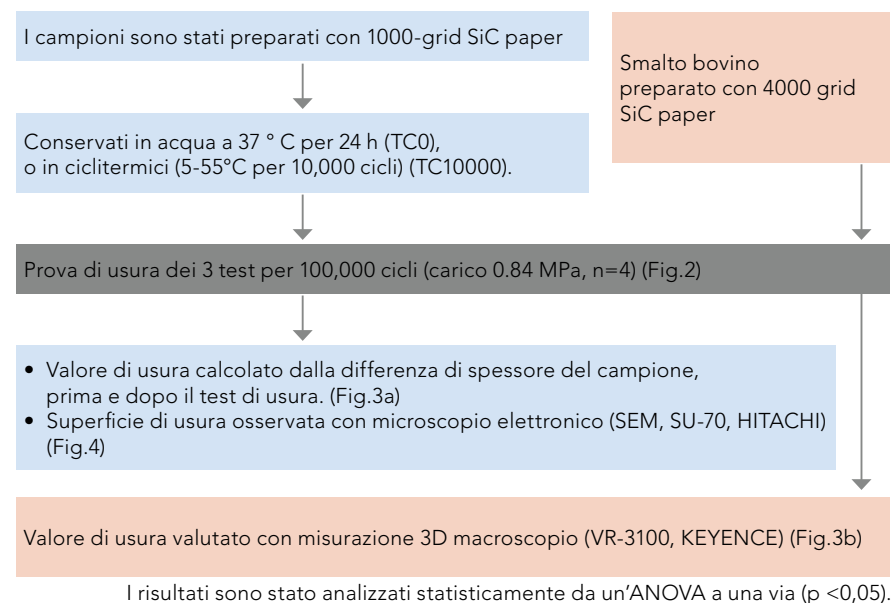 I campioni sono stati preparati con 1000-grid SiC paper
Smalto bovino
preparato con 4000 grid
SiC paper
Conservati in acqua a 37 ° C per 24 h (TC0),
o in ciclitermici (5-55°C per 10,000 cicli) (TC10000).
Prova di usura dei 3 test per 100,000 cicli (carico 0.84 MPa, n=4) (Fig.2)
• Valore di usura calcolato dalla differenza di spessore del campione,
prima e dopo il test di usura. (Fig.3a)
• Superficie di usura osservata con microscopio elettronico (SEM, SU-70, HITACHI)
(Fig.4)
Valore di usura valutato con misurazione 3D macroscopio (VR-3100, KEYENCE) (Fig.3b)
I risultati sono stato analizzati statisticamente da un’ANOVA a una via (p <0,05).